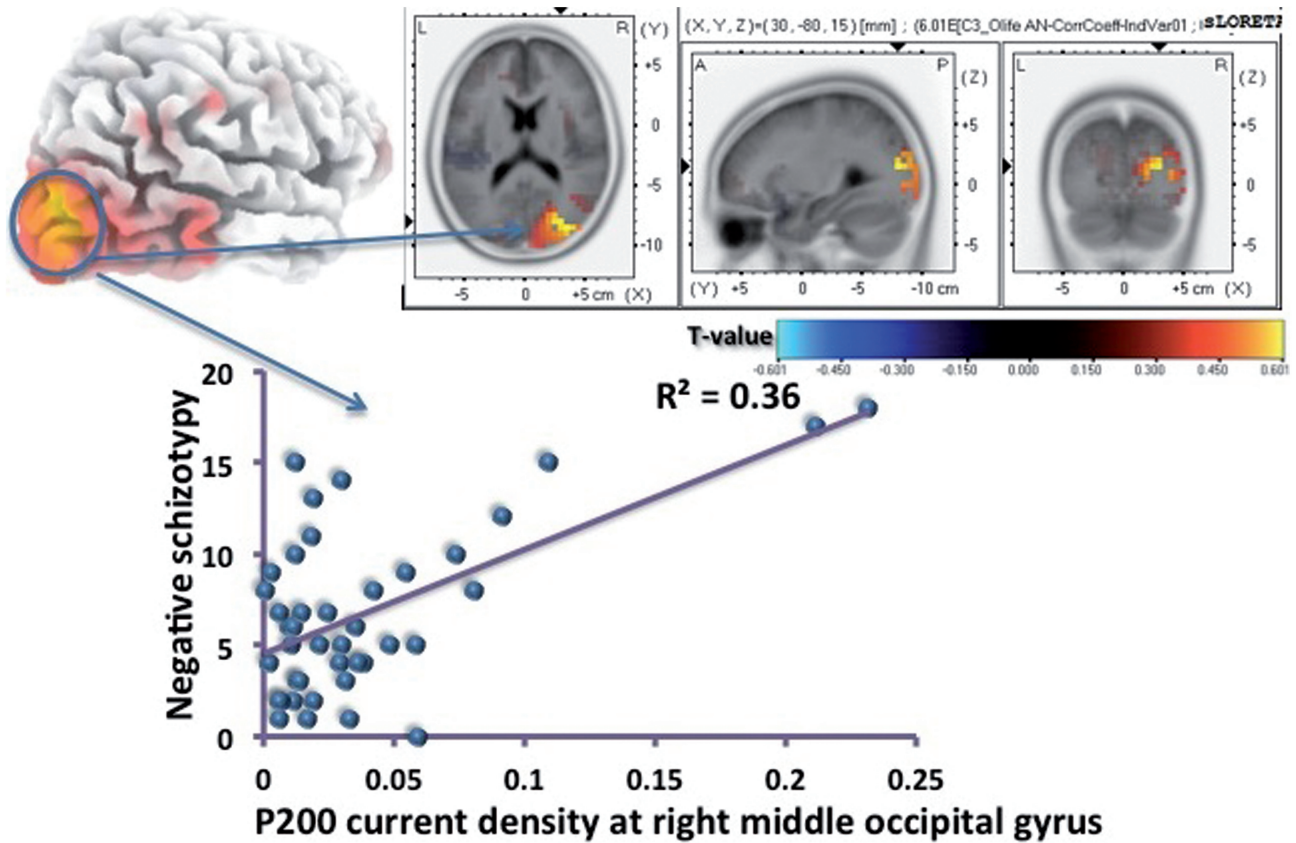 L R (Y)
(X, Y, Z)=(30, -80, 15) [mm] ; (6.01E[C3_Olife AN-CorrCoeff-IndVar01 ; sLORETA
A P (Z)
L R (Z)
+5
0
-5
-10
-5 0 +5 cm (X)
+5
0
-5
(Y) +5 0 -5 -10 cm
+5
0
-5
-5 0 +5 cm (X)
T-value
-0.601 -0.450 -0.300 -0.150 0.000 0.150 0.300 0.450 0.601
R² = 0.36
Negative schizotypy
20
15
10
5
0
0 0.05 0.1 0.15 0.2 0.25
P200 current density at right middle occipital gyrus